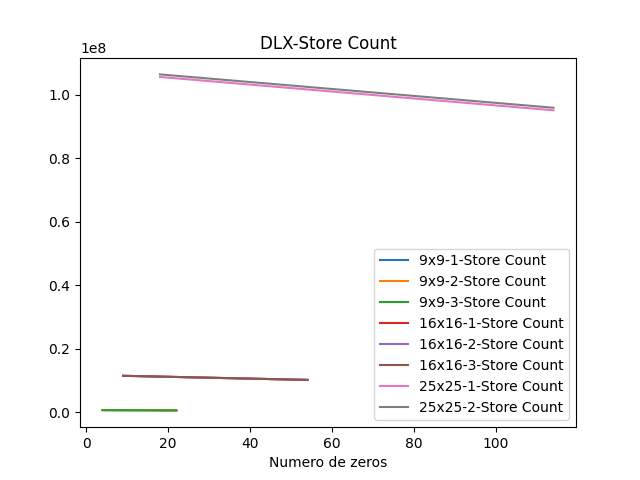 DLX-Store Count
1e8
1.0
0.8
0.6
0.4
0.2
0.0
0 20 40 60 80 100
Numero de zeros
9x9-1-Store Count
9x9-2-Store Count
9x9-3-Store Count
16x16-1-Store Count
16x16-2-Store Count
16x16-3-Store Count
25x25-1-Store Count
25x25-2-Store Count